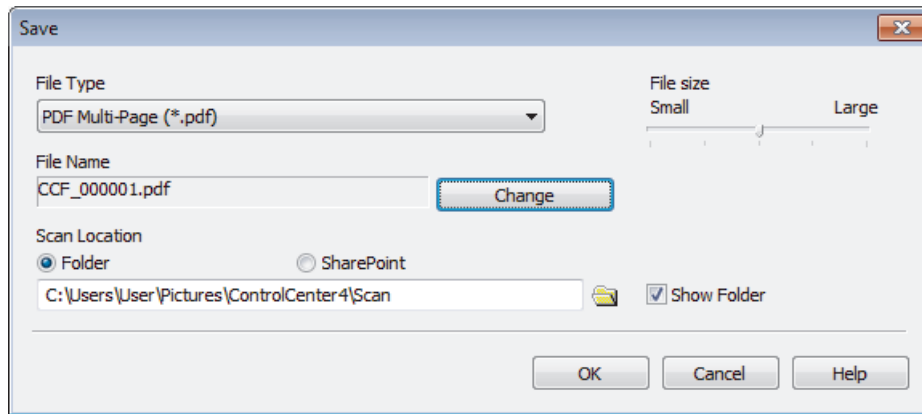 Save
File Type
PDF Multi-Page (*.pdf)
File size
Small Large
File Name
CCF_000001.pdf
Change
Scan Location
Folder SharePoint
C:\Users\User\Pictures\ControlCenter4\Scan
Show Folder
OK Cancel Help